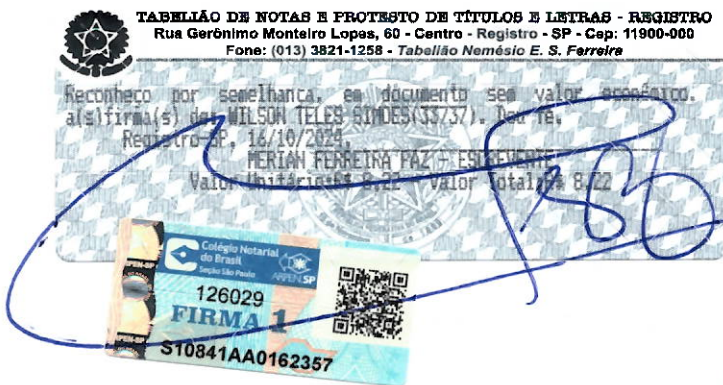 TABELIÃO DE NOTAS E PROTESTO DE TÍTULOS E LETRAS - REGISTRO
Rua Gerônimo Monteiro Lopes, 60 - Centro - Registro - SP - Cep: 11900-000
Fone: (013) 3821-1258 - Tabelião Nemésio E. S. Ferreira
Reconheço por semelhança, em documento sem valor econômico.
a(s)firma(s) de: WILSON TELES SIMOES(33737). Dou fé.
Registro-SP, 16/10/2029,
MERIAN FERREIRA PAZ - ESCREVENTE
Valor Unitário:R$ 8,22 Valor Total:R$ 8,22
Colégio Notarial
do Brasil
Seção São Paulo
ARPEN SP
126029
FIRMA 1
S10841AA0162357